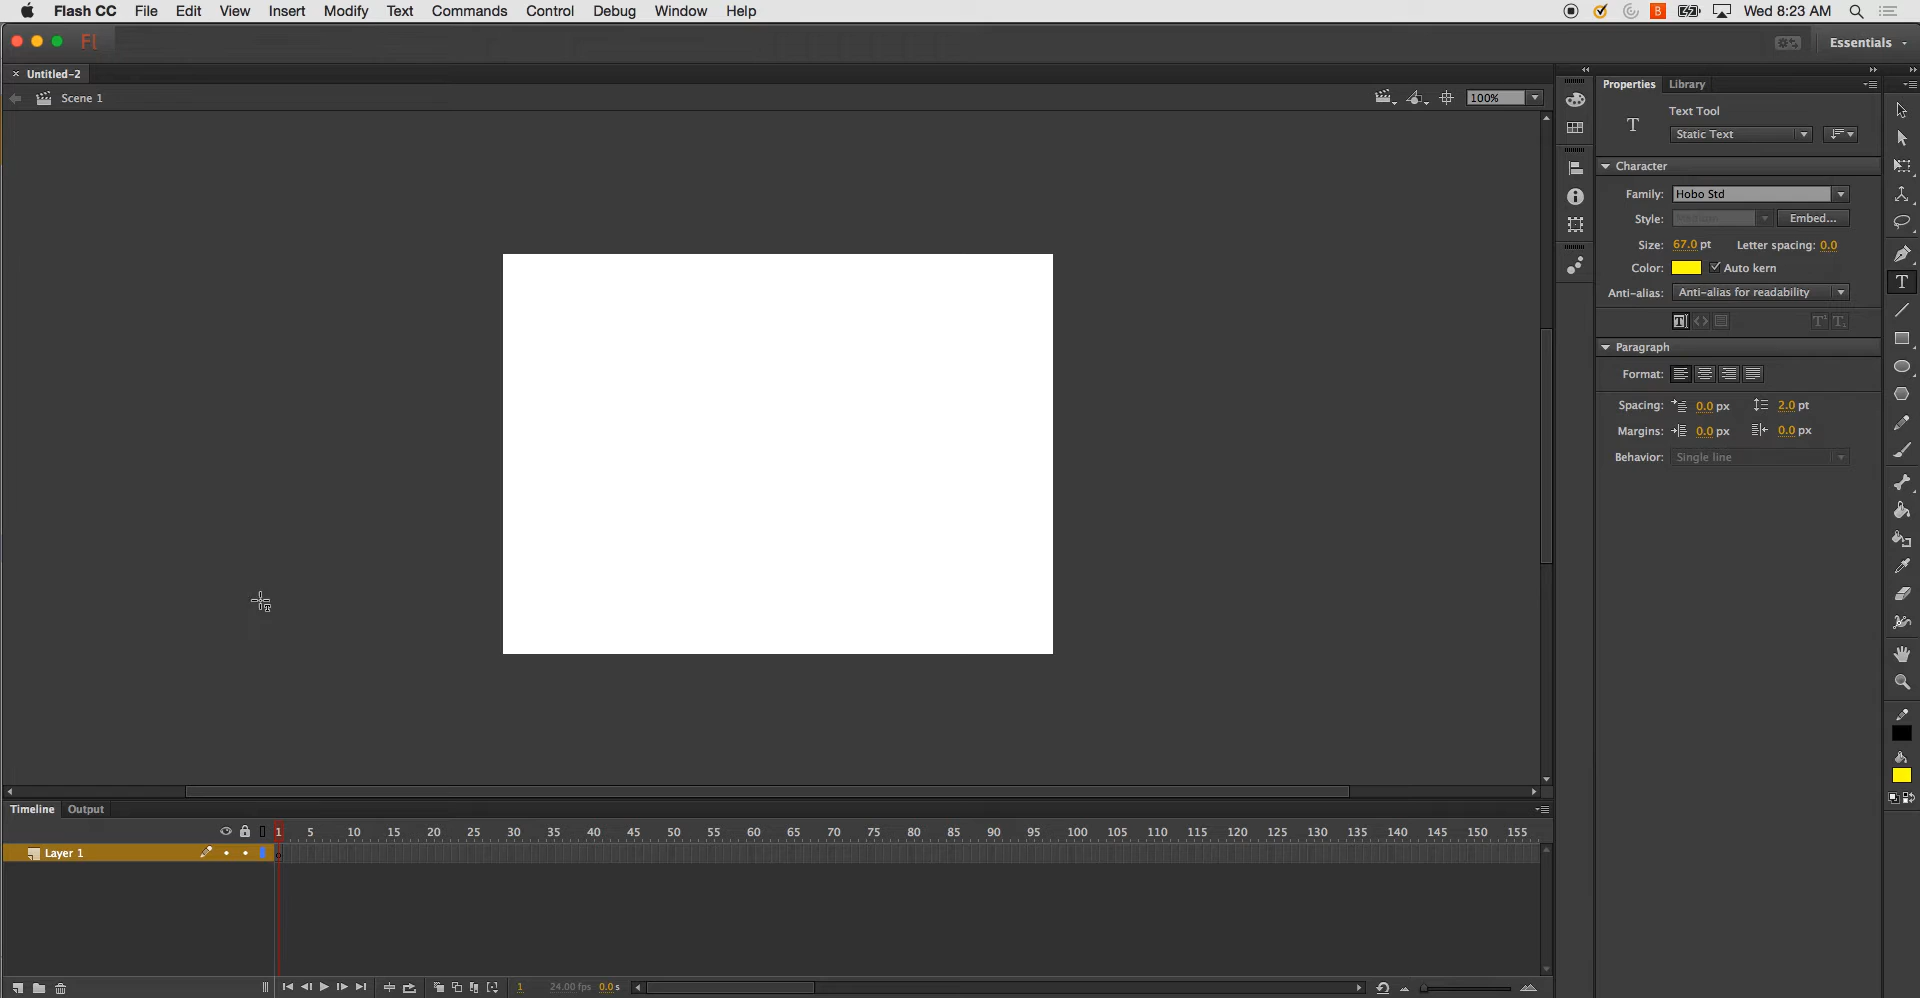 Flash CC File Edit View Insert Modify Text Commands Control Debug Window Help B Wed 8:23 AM
Fl Essentials
× Untitled-2
Scene 1 100%
Properties Library
Text Tool
T Static Text
Character
Family: Hobo Std
Style: Medium Embed...
Size: 67.0 pt Letter spacing: 0.0
Color: Auto kern
Anti-alias: Anti-alias for readability
Paragraph
Format:
Spacing: 0.0 px 2.0 pt
Margins: 0.0 px 0.0 px
Behavior: Single line
Timeline Output
1 5 10 15 20 25 30 35 40 45 50 55 60 65 70 75 80 85 90 95 100 105 110 115 120 125 130 135 140 145 150 155
Layer 1
1 24.00 fps 0.0 s